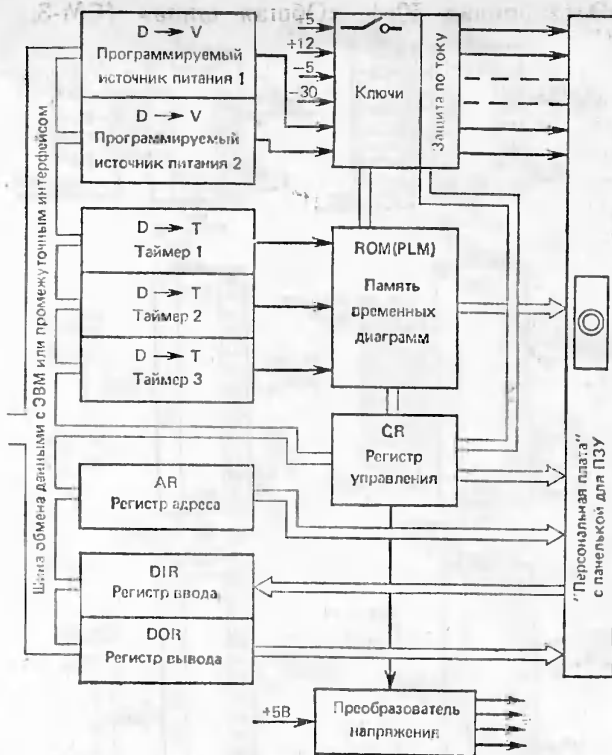 Шина обмена данными с ЭВМ или промежуточным интерфейсом
D → V
Программируемый
источник питания 1
D → V
Программируемый
источник питания 2
+12
−5
−30
Ключи
Защита по току
D → T
Таймер 1
D → T
Таймер 2
D → T
Таймер 3
ROM(PLM)
Память
временных
диаграмм
CR
Регистр
управления
AR
Регистр адреса
DIR
Регистр ввода
DOR
Регистр вывода
+5В
Преобразователь
напряжения
"Персональная плата"
с панелькой для ПЗУ